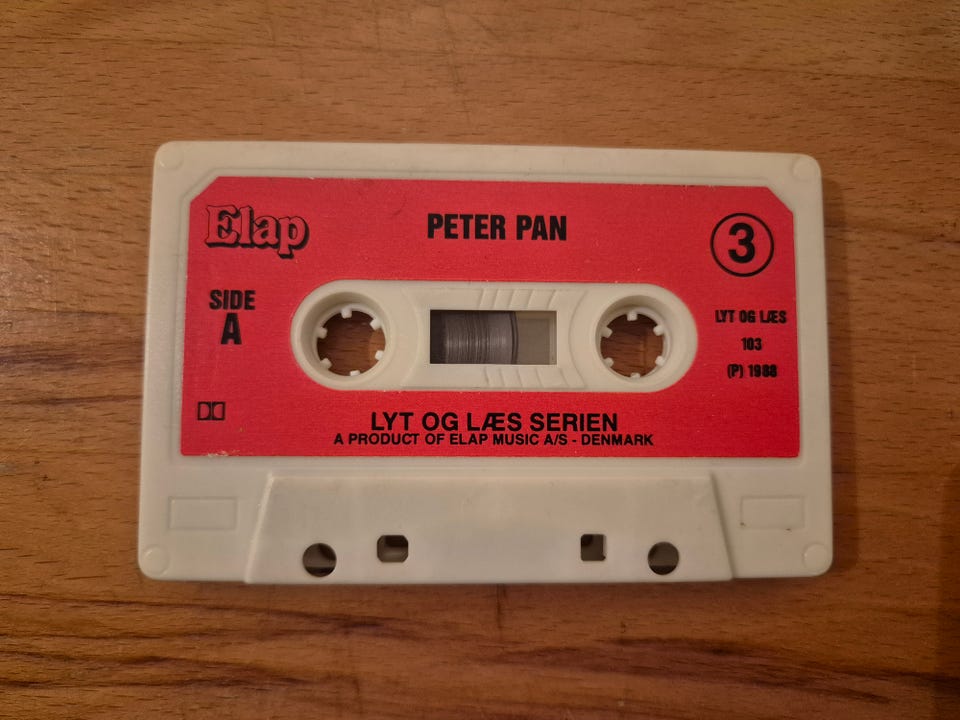 Elap
PETER PAN
3
SIDE
A
LYT OG LÆS
103
(P) 1988
LYT OG LÆS SERIEN
A PRODUCT OF ELAP MUSIC A/S - DENMARK